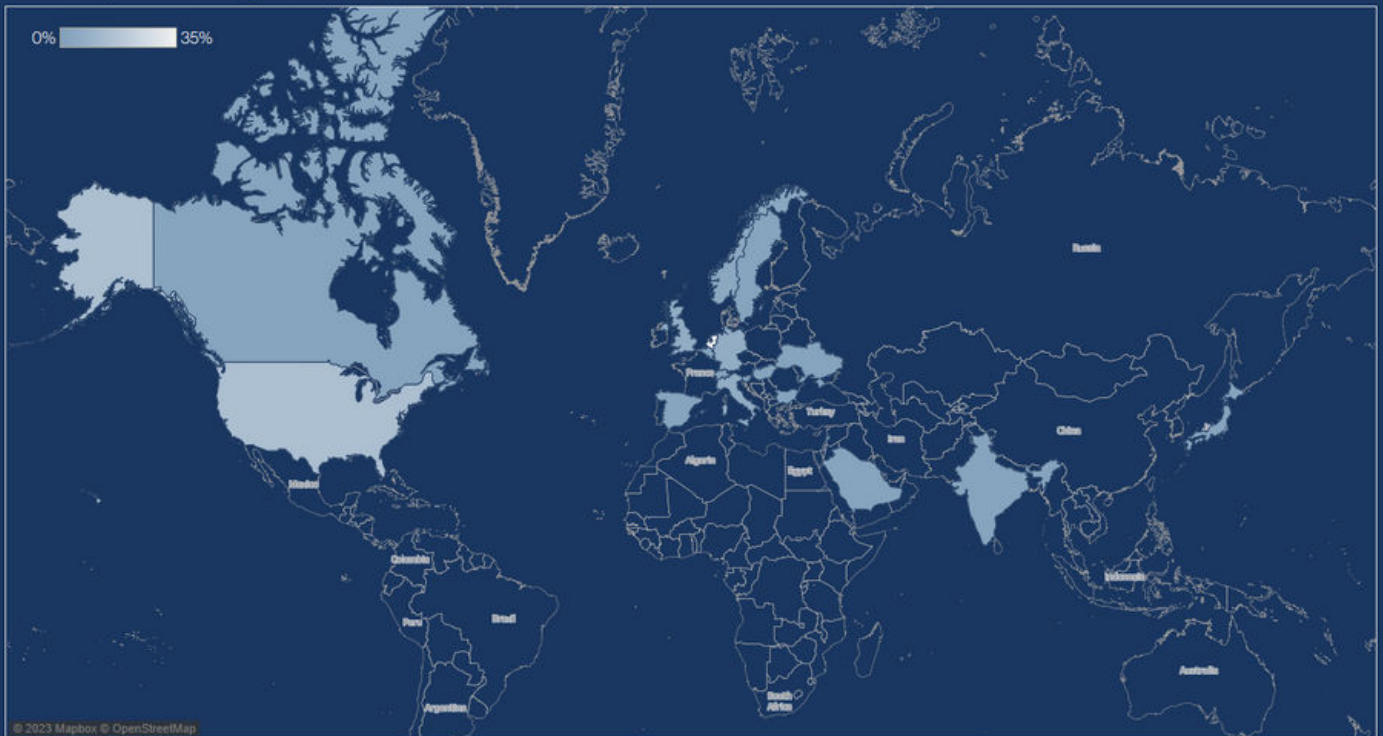 0% 35%
Russia
France
Turkey
China
Iran
Algeria
Egypt
Mexico
Colombia
Indonesia
Peru
Brazil
Australia
South
Africa
Argentina
© 2023 Mapbox © OpenStreetMap